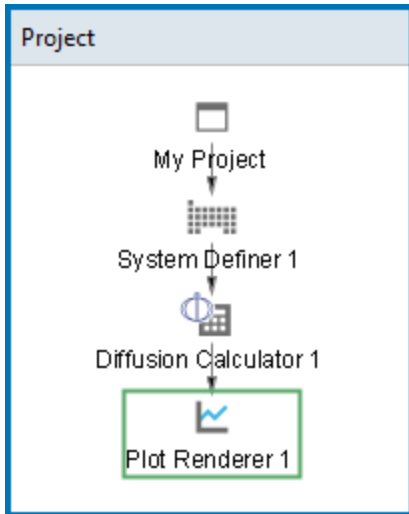 Project
My Project
System Definer 1
Diffusion Calculator 1
Plot Renderer 1